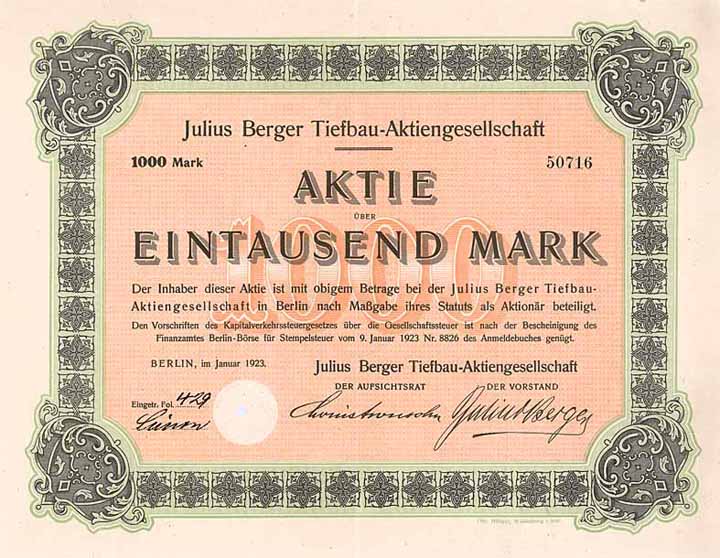 Julius Berger Tiefbau-Aktiengesellschaft
1000 Mark 50716
AKTIE
ÜBER
1000
EINTAUSEND MARK
Der Inhaber dieser Aktie ist mit obigem Betrage bei der Julius Berger Tiefbau-
Aktiengesellschaft in Berlin nach Maßgabe ihres Statuts als Aktionär beteiligt.
Den Vorschriften des Kapitalverkehrssteuergesetzes über die Gesellschaftssteuer ist nach der Bescheinigung des
Finanzamtes Berlin-Börse für Stempelsteuer vom 9. Januar 1923 Nr. 8826 des Anmeldebuches genügt.
BERLIN, im Januar 1923. Julius Berger Tiefbau-Aktiengesellschaft
DER AUFSICHTSRAT DER VORSTAND
Eingetr. Fol. 429
Julius Berger